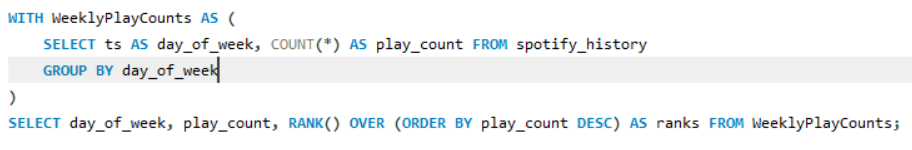 WITH WeeklyPlayCounts AS (
    SELECT ts AS day_of_week, COUNT(*) AS play_count FROM spotify_history
    GROUP BY day_of_week
)
SELECT day_of_week, play_count, RANK() OVER (ORDER BY play_count DESC) AS ranks FROM WeeklyPlayCounts;